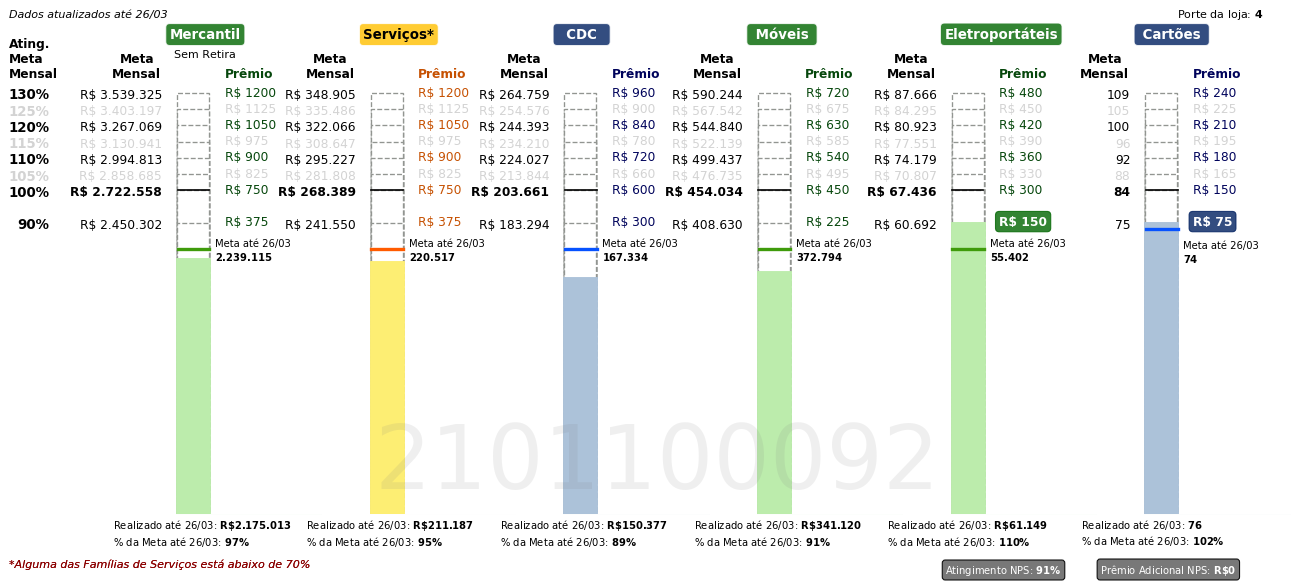 Dados atualizados até 26/03
Porte da loja: 4
Mercantil Serviços* CDC Móveis Eletroportáteis Cartões
Sem Retira
Ating. Meta Mensal
Meta Mensal Prêmio Meta Mensal Prêmio Meta Mensal Prêmio Meta Mensal Prêmio Meta Mensal Prêmio Meta Mensal Prêmio
130% R$ 3.539.325 R$ 1200 R$ 348.905 R$ 1200 R$ 264.759 R$ 960 R$ 590.244 R$ 720 R$ 87.666 R$ 480 109 R$ 240
125% R$ 3.403.197 R$ 1125 R$ 335.486 R$ 1125 R$ 254.576 R$ 900 R$ 567.542 R$ 675 R$ 84.295 R$ 450 105 R$ 225
120% R$ 3.267.069 R$ 1050 R$ 322.066 R$ 1050 R$ 244.393 R$ 840 R$ 544.840 R$ 630 R$ 80.923 R$ 420 100 R$ 210
115% R$ 3.130.941 R$ 975 R$ 308.647 R$ 975 R$ 234.210 R$ 780 R$ 522.139 R$ 585 R$ 77.551 R$ 390 96 R$ 195
110% R$ 2.994.813 R$ 900 R$ 295.227 R$ 900 R$ 224.027 R$ 720 R$ 499.437 R$ 540 R$ 74.179 R$ 360 92 R$ 180
105% R$ 2.858.685 R$ 825 R$ 281.808 R$ 825 R$ 213.844 R$ 660 R$ 476.735 R$ 495 R$ 70.807 R$ 330 88 R$ 165
100% R$ 2.722.558 R$ 750 R$ 268.389 R$ 750 R$ 203.661 R$ 600 R$ 454.034 R$ 450 R$ 67.436 R$ 300 84 R$ 150
90% R$ 2.450.302 R$ 375 R$ 241.550 R$ 375 R$ 183.294 R$ 300 R$ 408.630 R$ 225 R$ 60.692 R$ 150 75 R$ 75
Meta até 26/03 Meta até 26/03 Meta até 26/03 Meta até 26/03 Meta até 26/03 Meta até 26/03
2.239.115 220.517 167.334 372.794 55.402 74
2101100092
Realizado até 26/03: R$2.175.013 Realizado até 26/03: R$211.187 Realizado até 26/03: R$150.377 Realizado até 26/03: R$341.120 Realizado até 26/03: R$61.149 Realizado até 26/03: 76
% da Meta até 26/03: 97% % da Meta até 26/03: 95% % da Meta até 26/03: 89% % da Meta até 26/03: 91% % da Meta até 26/03: 110% % da Meta até 26/03: 102%
*Alguma das Famílias de Serviços está abaixo de 70%
Atingimento NPS: 91% Prêmio Adicional NPS: R$0